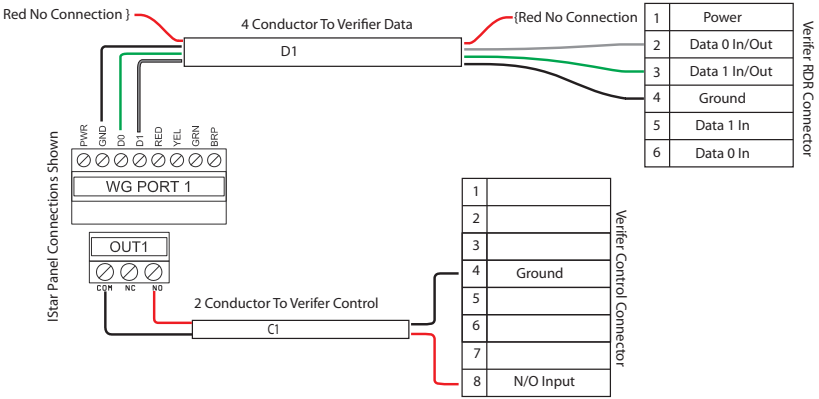 Red No Connection }
4 Conductor To Verifier Data
{Red No Connection
D1
1 Power
2 Data 0 In/Out
3 Data 1 In/Out
4 Ground
5 Data 1 In
6 Data 0 In
Verifer RDR Connector
IStar Panel Connections Shown
PWR
GND
D0
D1
RED
YEL
GRN
BRP
WG PORT 1
OUT1
COM NC NO
2 Conductor To Verifer Control
C1
1
2
3
4 Ground
5
6
7
8 N/O Input
Verifer Control Connector